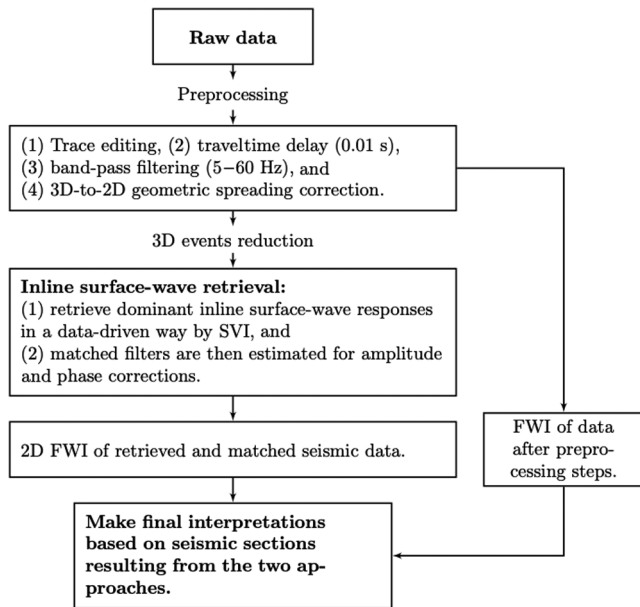 Raw data
Preprocessing
(1) Trace editing, (2) traveltime delay (0.01 s),
(3) band-pass filtering (5–60 Hz), and
(4) 3D-to-2D geometric spreading correction.
3D events reduction
Inline surface-wave retrieval:
(1) retrieve dominant inline surface-wave responses
in a data-driven way by SVI, and
(2) matched filters are then estimated for amplitude
and phase corrections.
2D FWI of retrieved and matched seismic data.
FWI of data
after prepro-
cessing steps.
Make final interpretations
based on seismic sections
resulting from the two ap-
proaches.